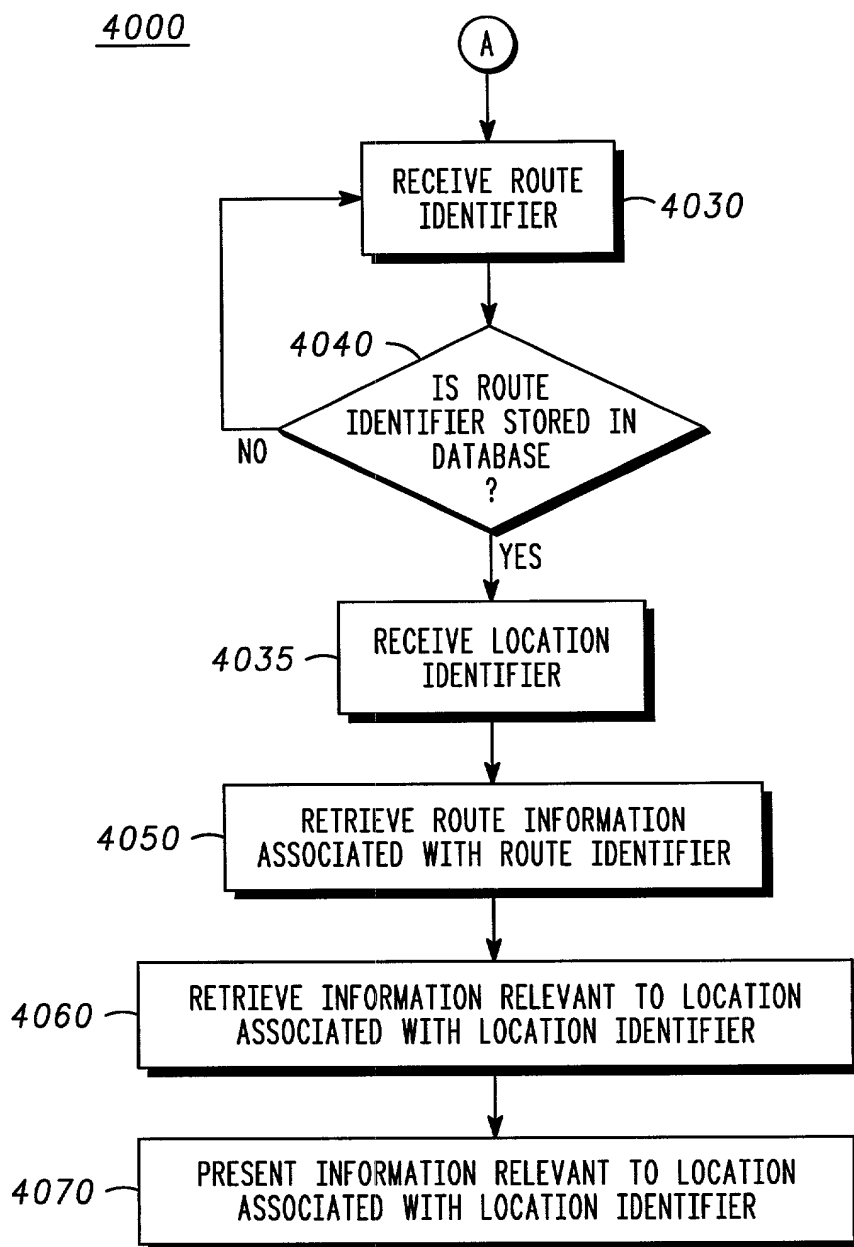 4000
A
RECEIVE ROUTE
IDENTIFIER
4030
4040
IS ROUTE
IDENTIFIER STORED IN
DATABASE
?
NO
YES
4035
RECEIVE LOCATION
IDENTIFIER
4050
RETRIEVE ROUTE INFORMATION
ASSOCIATED WITH ROUTE IDENTIFIER
4060
RETRIEVE INFORMATION RELEVANT TO LOCATION
ASSOCIATED WITH LOCATION IDENTIFIER
4070
PRESENT INFORMATION RELEVANT TO LOCATION
ASSOCIATED WITH LOCATION IDENTIFIER